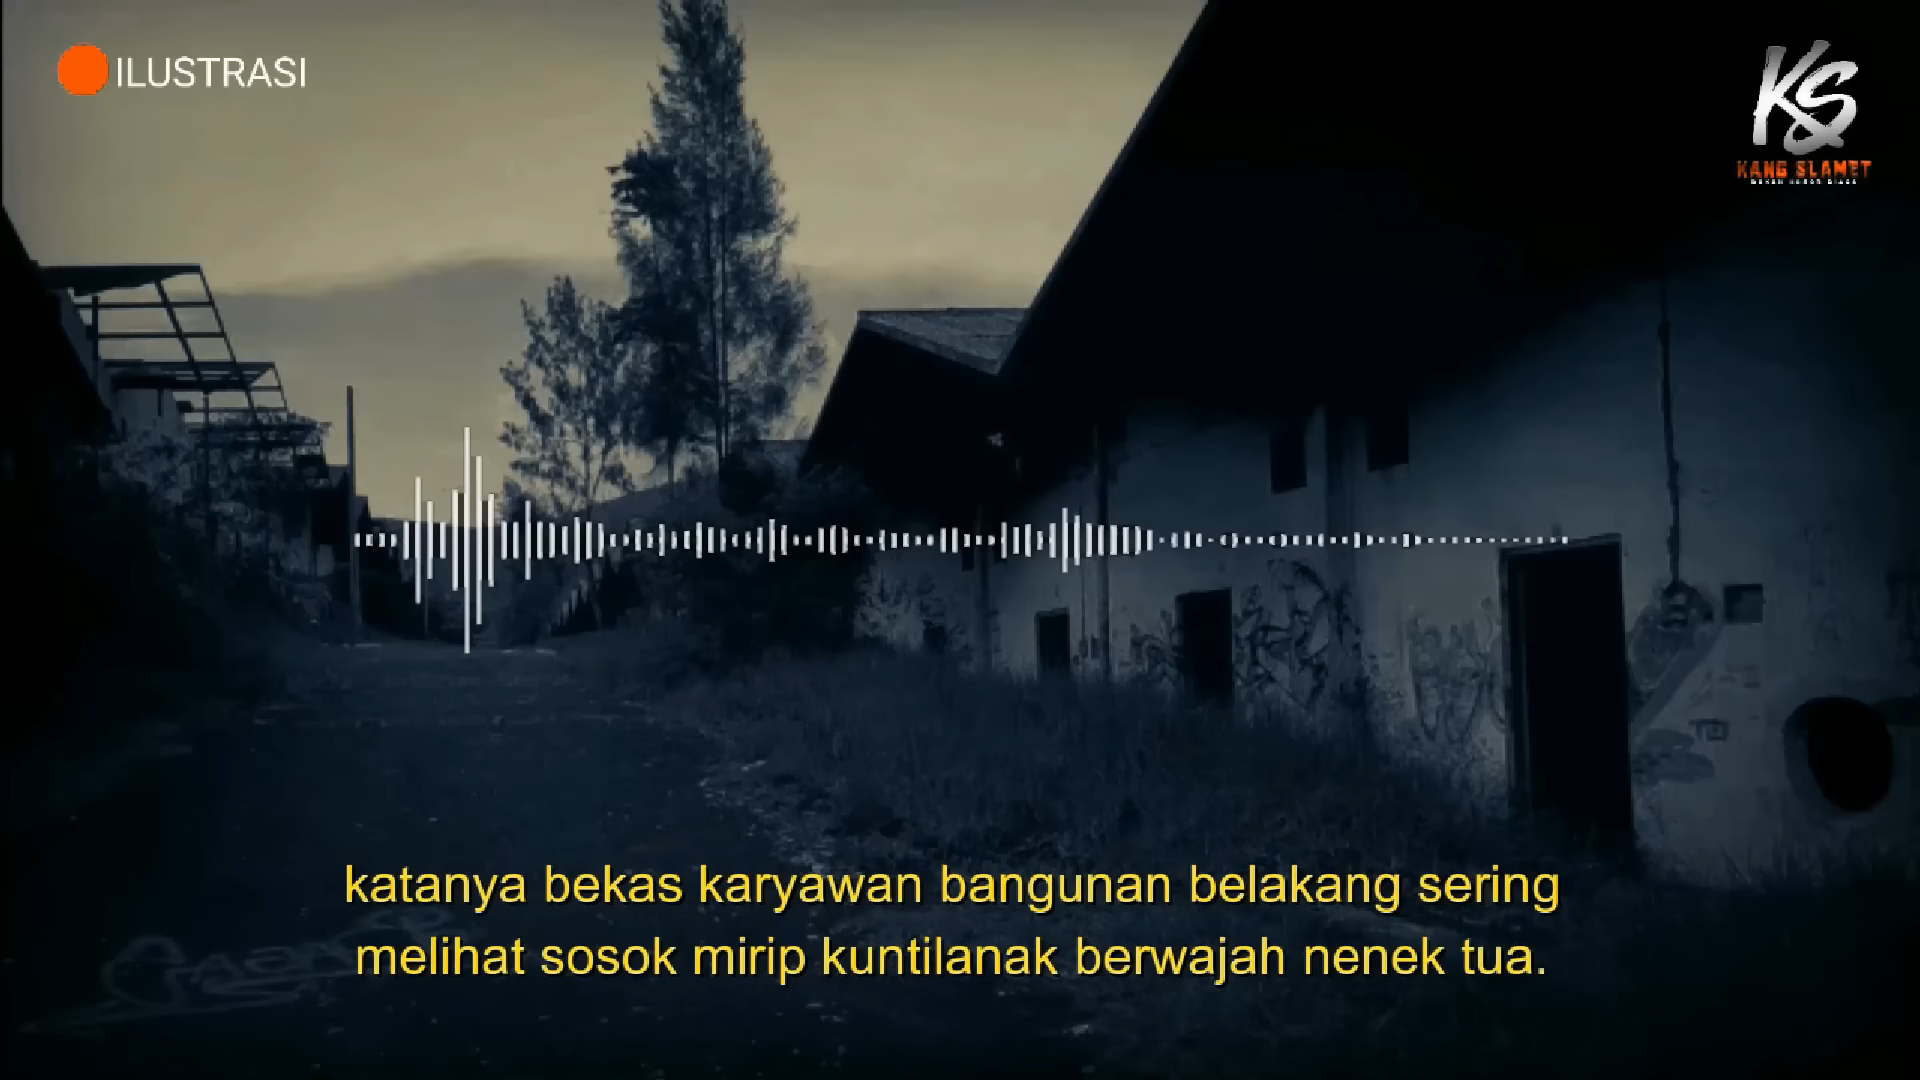 ILUSTRASI
KS
KANG SLAMET
katanya bekas karyawan bangunan belakang sering
melihat sosok mirip kuntilanak berwajah nenek tua.